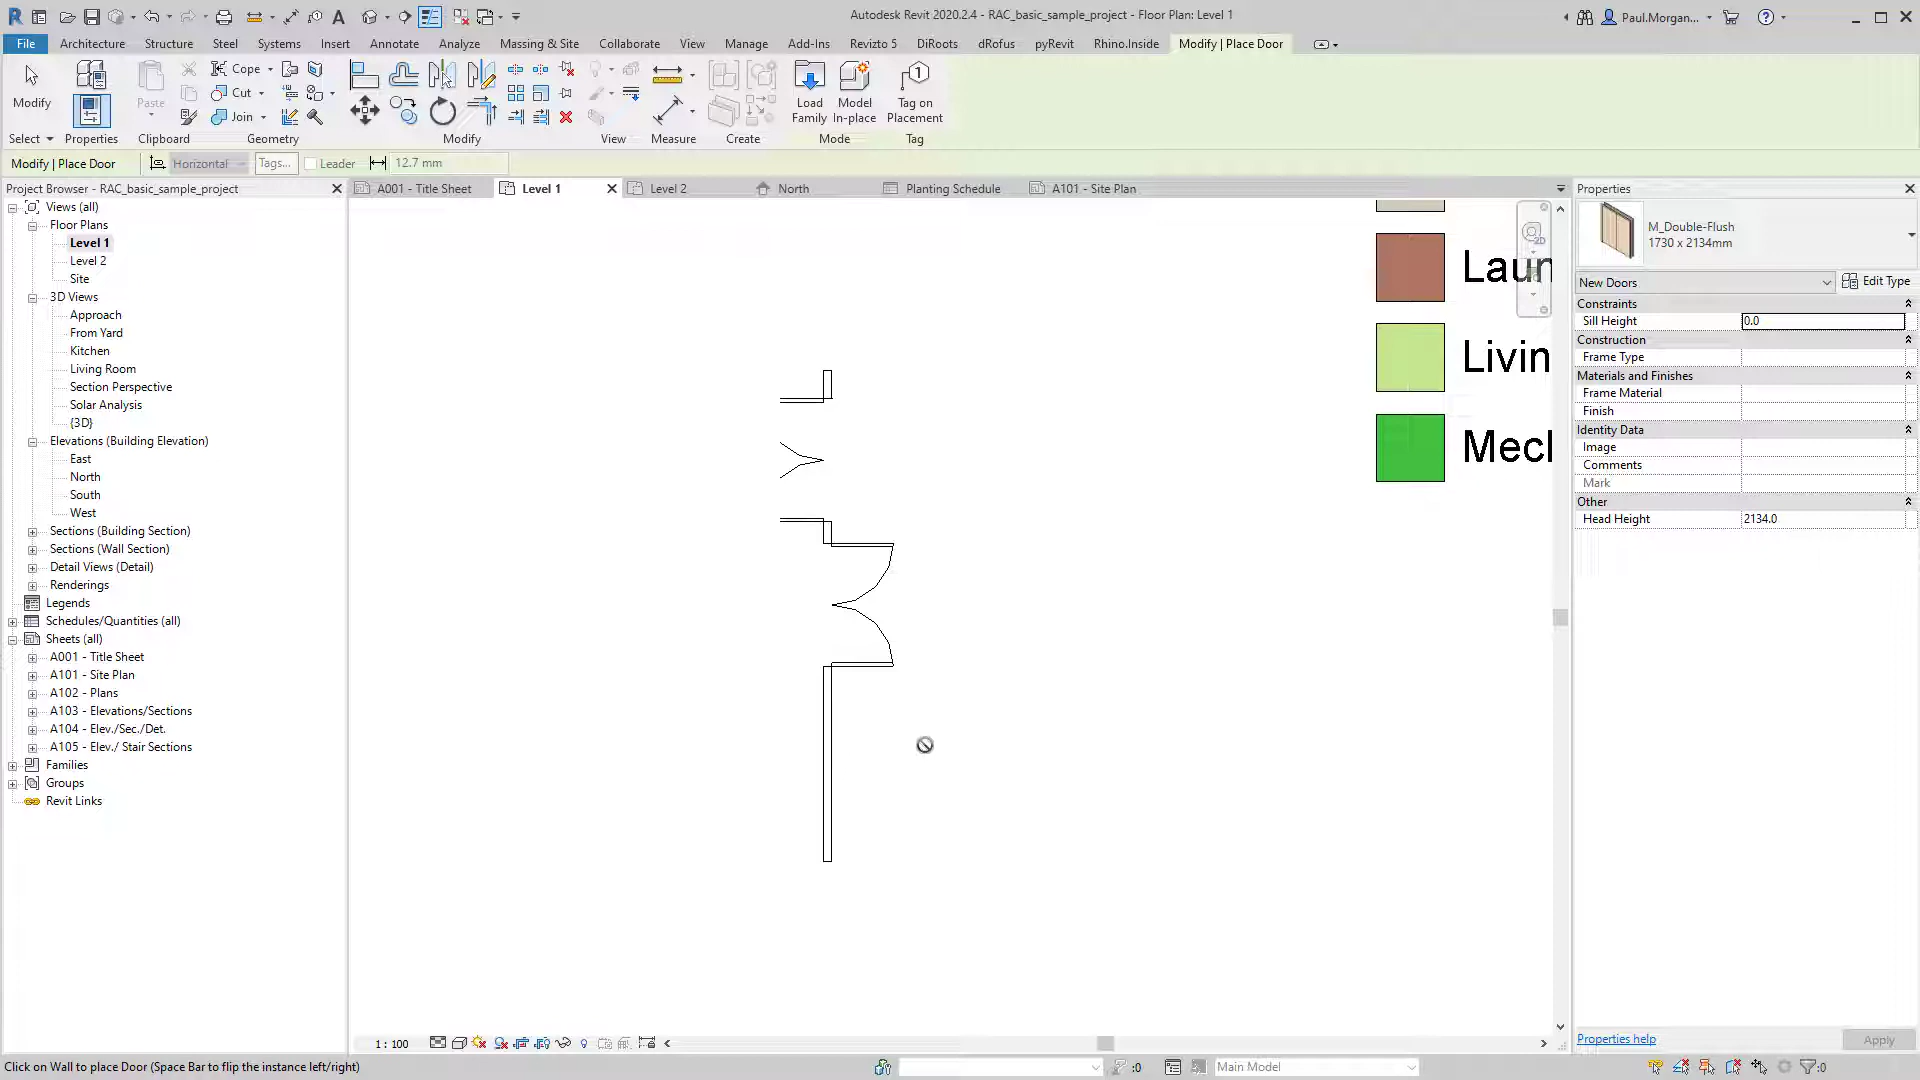 Autodesk Revit 2020.2.4 - RAC_basic_sample_project - Floor Plan: Level 1
Paul.Morgan...
File Architecture Structure Steel Systems Insert Annotate Analyze Massing & Site Collaborate View Manage Add-Ins Revizto 5 DiRoots dRofus pyRevit Rhino.Inside Modify | Place Door
Modify
Paste
Cope
Cut
Join
Load Family
Model In-place
Tag on Placement
Select Properties Clipboard Geometry Modify View Measure Create Mode Tag
Modify | Place Door Horizontal Tags... Leader 12.7 mm
Project Browser - RAC_basic_sample_project
A001 - Title Sheet Level 1 Level 2 North Planting Schedule A101 - Site Plan
Views (all)
Floor Plans
Level 1
Level 2
Site
3D Views
Approach
From Yard
Kitchen
Living Room
Section Perspective
Solar Analysis
{3D}
Elevations (Building Elevation)
East
North
South
West
Sections (Building Section)
Sections (Wall Section)
Detail Views (Detail)
Renderings
Legends
Schedules/Quantities (all)
Sheets (all)
A001 - Title Sheet
A101 - Site Plan
A102 - Plans
A103 - Elevations/Sections
A104 - Elev./Sec./Det.
A105 - Elev./ Stair Sections
Families
Groups
Revit Links
Laun
Livin
Mecl
2D
Properties
M_Double-Flush
1730 x 2134mm
New Doors Edit Type
Constraints
Sill Height 0.0
Construction
Frame Type
Materials and Finishes
Frame Material
Finish
Identity Data
Image
Comments
Mark
Other
Head Height 2134.0
Properties help Apply
1 : 100
Click on Wall to place Door (Space Bar to flip the instance left/right)
:0
Main Model
:0